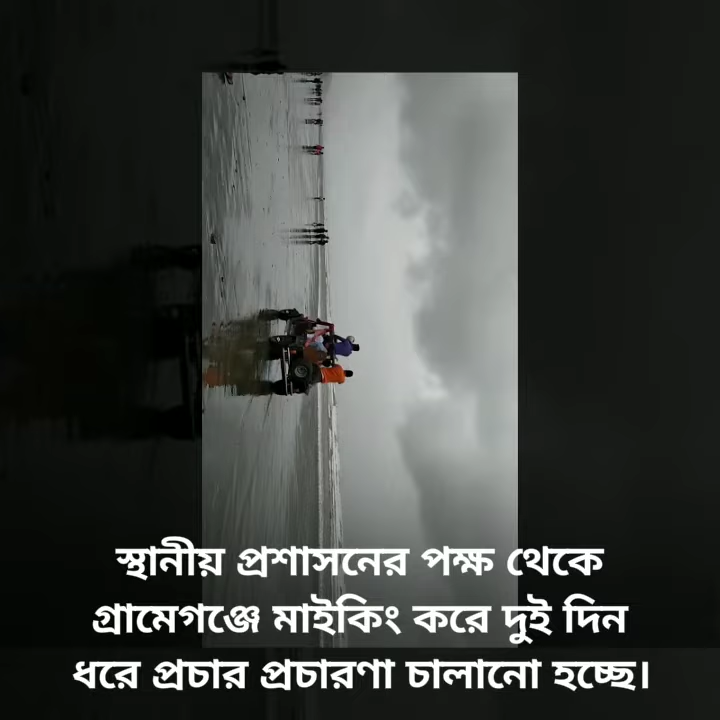 স্থানীয় প্রশাসনের পক্ষ থেকে
গ্রামেগঞ্জে মাইকিং করে দুই দিন
ধরে প্রচার প্রচারণা চালানো হচ্ছে।